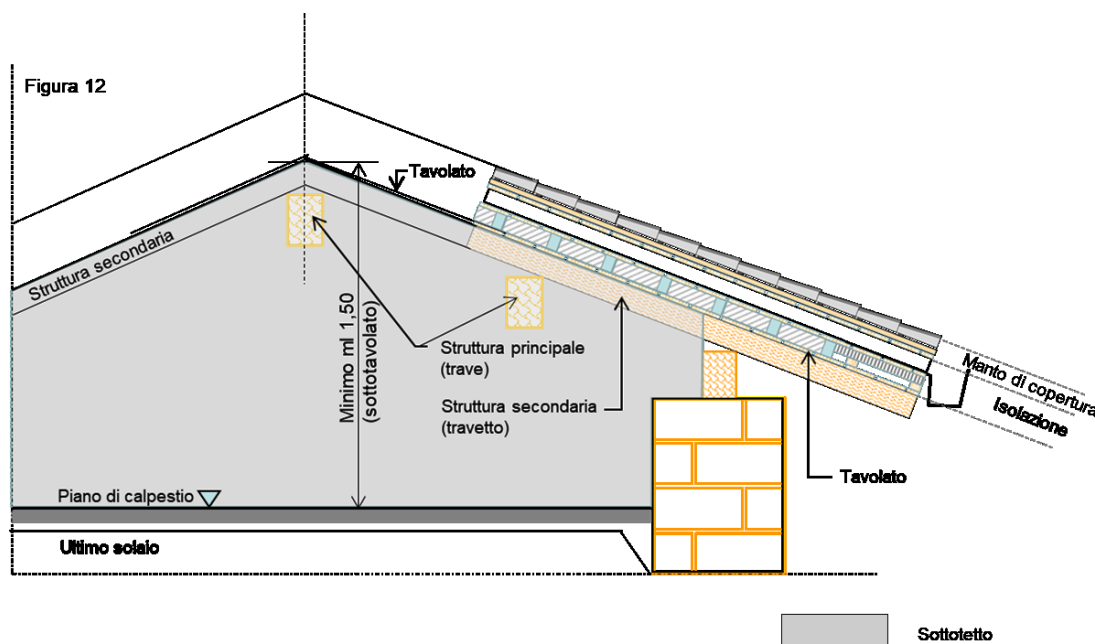 Figura 12
Tavolato
Struttura secondaria
Minimo ml 1,50
(sottotavolato)
Struttura principale
(trave)
Struttura secondaria
(travetto)
Manto di copertura
Isolazione
Tavolato
Piano di calpestio
Ultimo solaio
Sottotetto